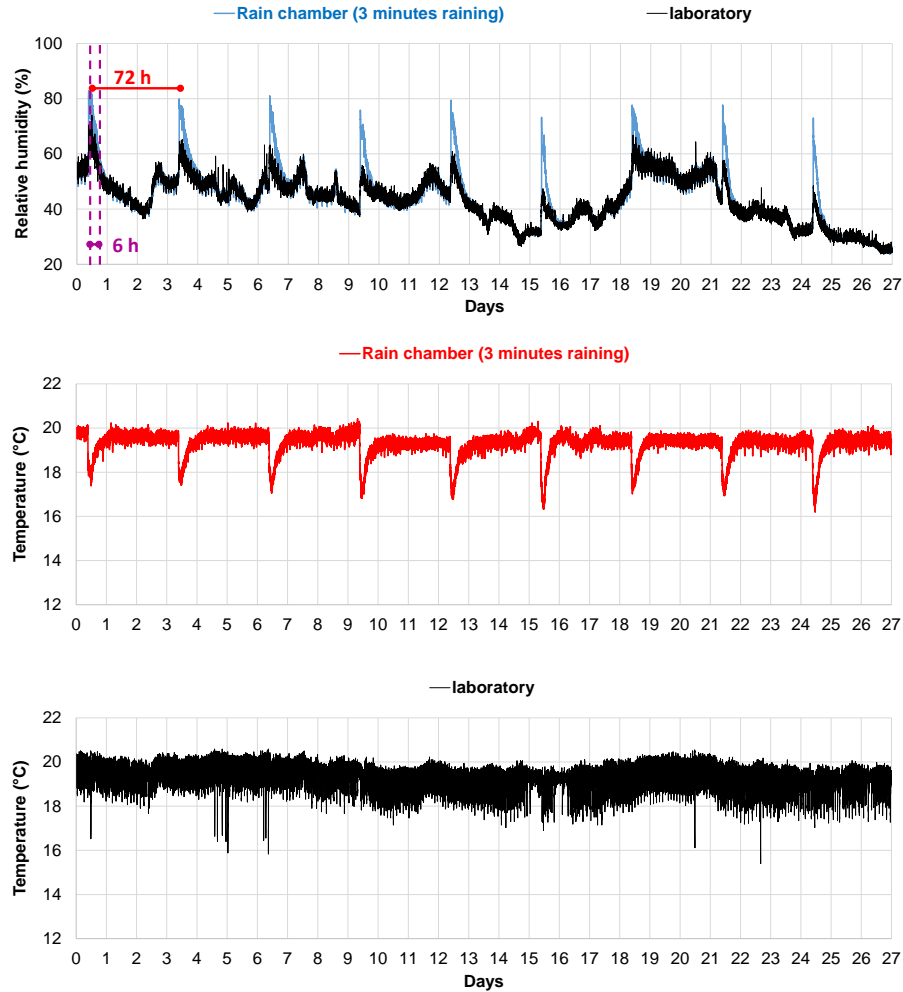 Rain chamber (3 minutes raining) laboratory
Relative humidity (%)
100
80
60
40
20
72 h
6 h
0 1 2 3 4 5 6 7 8 9 10 11 12 13 14 15 16 17 18 19 20 21 22 23 24 25 26 27
Days
Rain chamber (3 minutes raining)
Temperature (°C)
22
20
18
16
14
12
0 1 2 3 4 5 6 7 8 9 10 11 12 13 14 15 16 17 18 19 20 21 22 23 24 25 26 27
laboratory
Temperature (°C)
22
20
18
16
14
12
0 1 2 3 4 5 6 7 8 9 10 11 12 13 14 15 16 17 18 19 20 21 22 23 24 25 26 27
Days